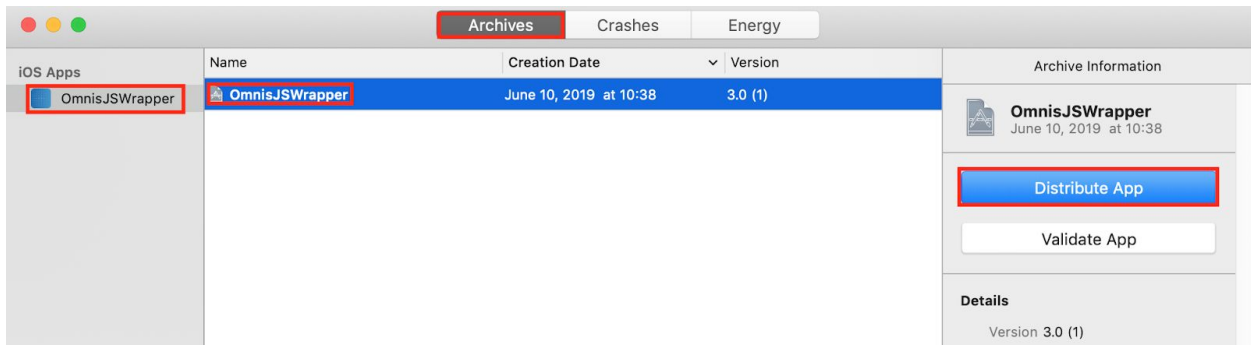 Archives Crashes Energy
iOS Apps
OmnisJSWrapper
Name Creation Date Version
OmnisJSWrapper June 10, 2019 at 10:38 3.0 (1)
Archive Information
OmnisJSWrapper
June 10, 2019 at 10:38
Distribute App
Validate App
Details
Version 3.0 (1)